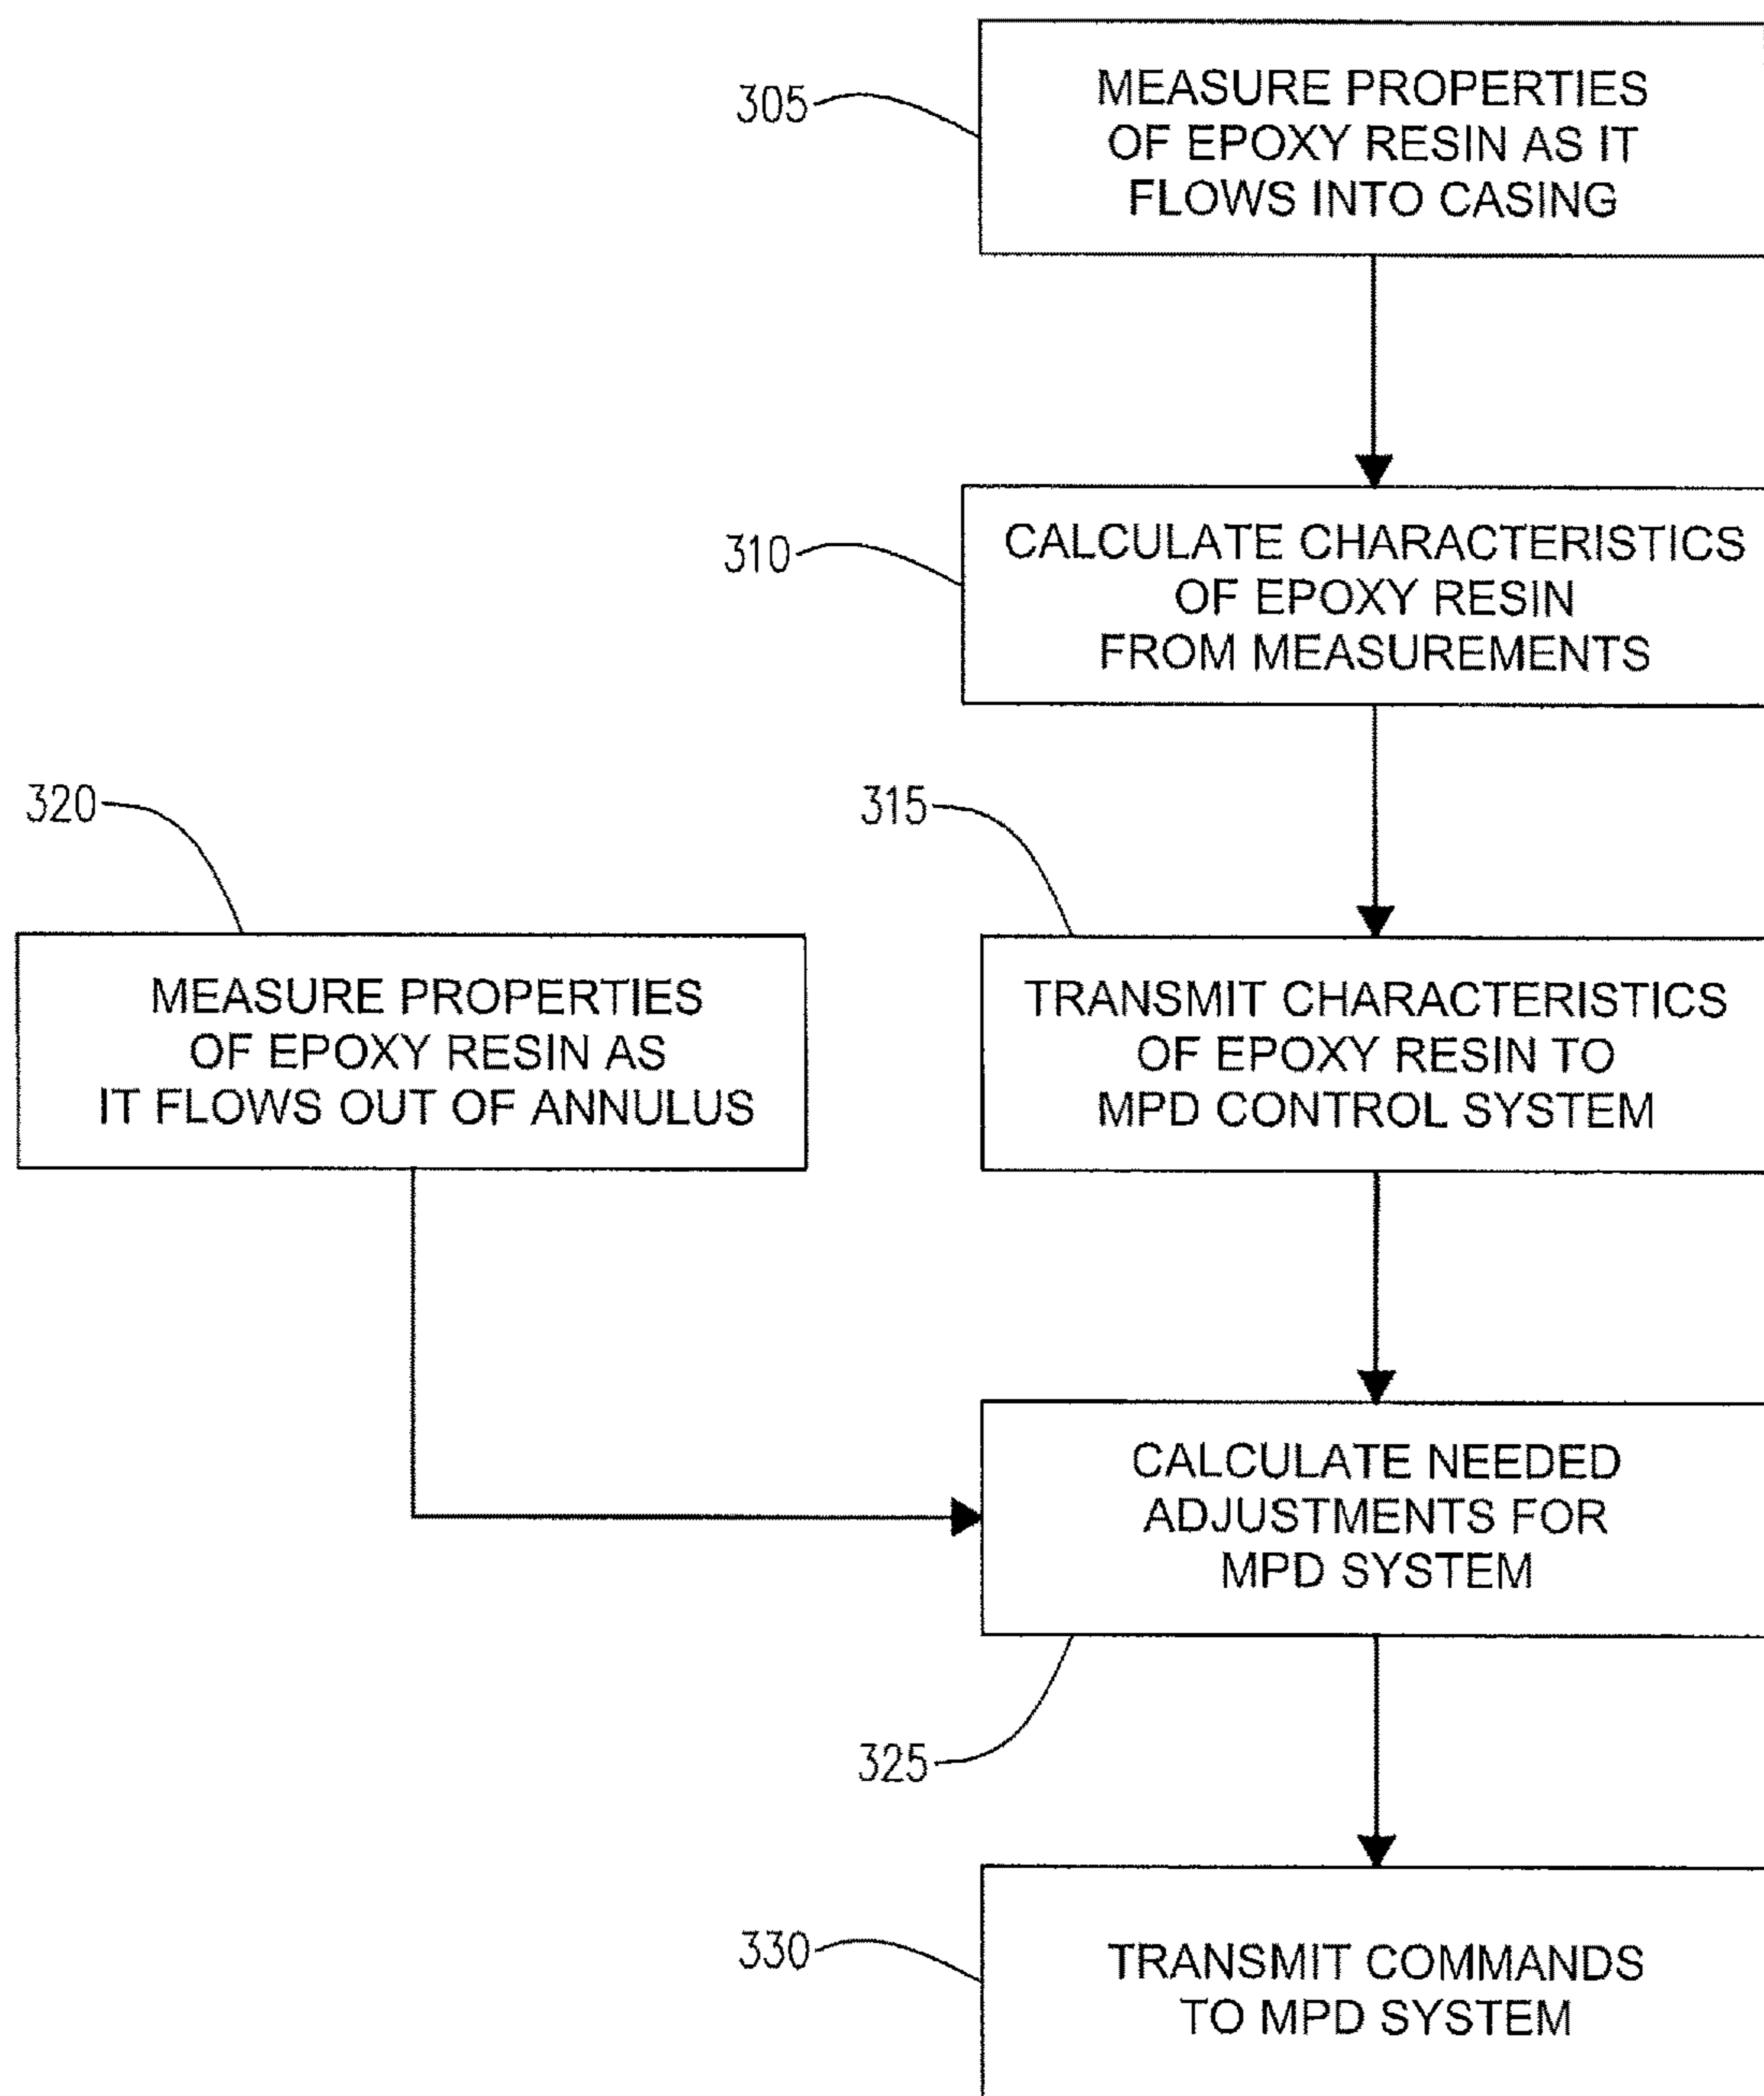 305
MEASURE PROPERTIES
OF EPOXY RESIN AS IT
FLOWS INTO CASING
310
CALCULATE CHARACTERISTICS
OF EPOXY RESIN
FROM MEASUREMENTS
320
315
MEASURE PROPERTIES
OF EPOXY RESIN AS
IT FLOWS OUT OF ANNULUS
TRANSMIT CHARACTERISTICS
OF EPOXY RESIN TO
MPD CONTROL SYSTEM
CALCULATE NEEDED
ADJUSTMENTS FOR
MPD SYSTEM
325
330
TRANSMIT COMMANDS
TO MPD SYSTEM